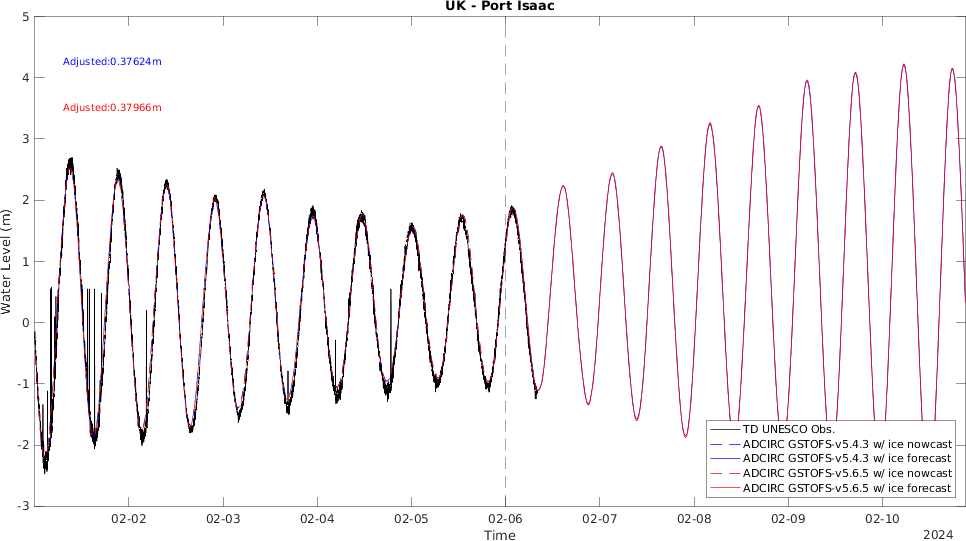 UK - Port Isaac
5
4
3
2
1
0
-1
-2
-3
Water Level (m)
Adjusted:0.37624m
Adjusted:0.37966m
TD UNESCO Obs.
ADCIRC GSTOFS-v5.4.3 w/ ice nowcast
ADCIRC GSTOFS-v5.4.3 w/ ice forecast
ADCIRC GSTOFS-v5.6.5 w/ ice nowcast
ADCIRC GSTOFS-v5.6.5 w/ ice forecast
02-02 02-03 02-04 02-05 02-06 02-07 02-08 02-09 02-10
Time
2024